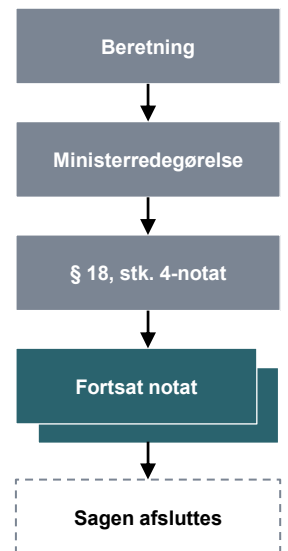 Beretning
Ministerredegørelse
§ 18, stk. 4-notat
Fortsat notat
Sagen afsluttes